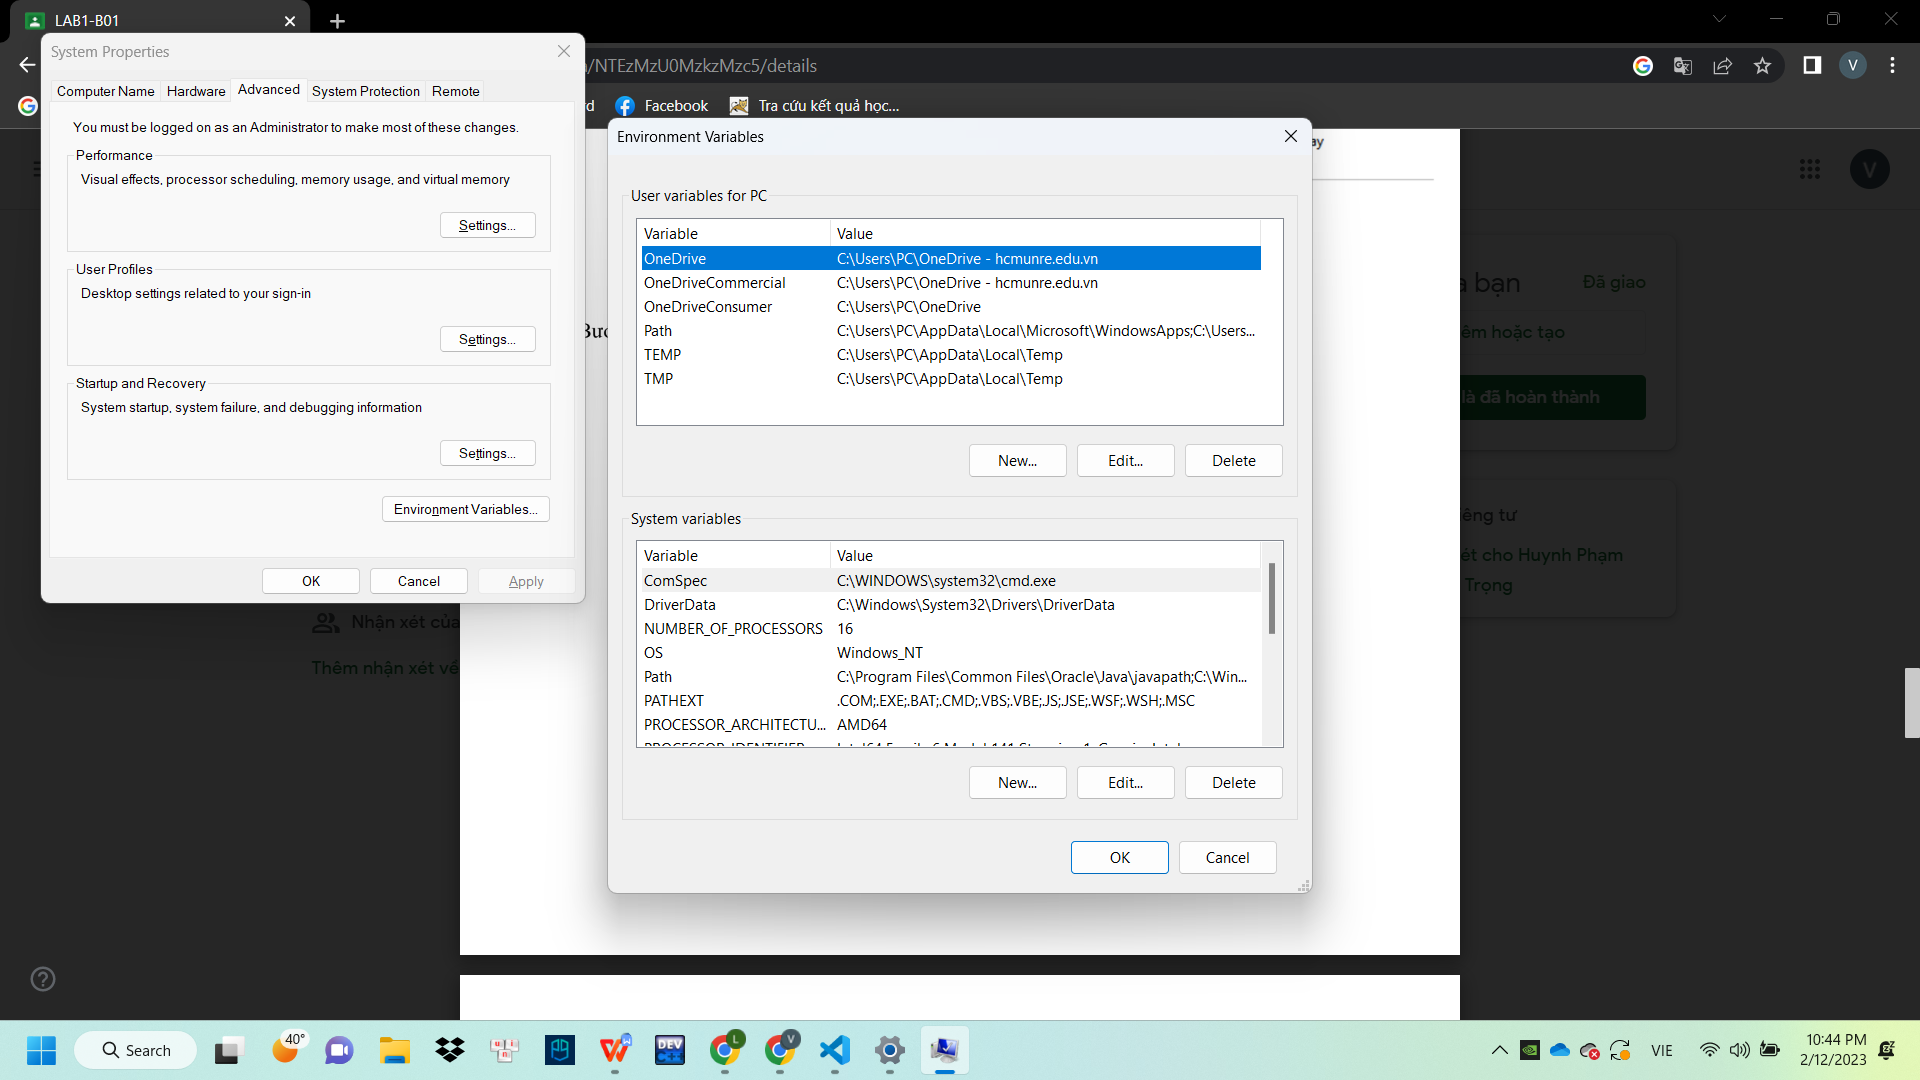 LAB1-B01
System Properties
/NTEzMzU0MzkzMzc5/details
V
Computer Name
Hardware
Advanced
System Protection
Remote
Facebook
Tra cứu kết quả học...
You must be logged on as an Administrator to make most of these changes.
Performance
Visual effects, processor scheduling, memory usage, and virtual memory
Settings...
User Profiles
Desktop settings related to your sign-in
Settings...
Startup and Recovery
System startup, system failure, and debugging information
Settings...
Environment Variables...
OK
Cancel
Apply
Environment Variables
User variables for PC
Variable Value
OneDrive C:\Users\PC\OneDrive - hcmunre.edu.vn
OneDriveCommercial C:\Users\PC\OneDrive - hcmunre.edu.vn
OneDriveConsumer C:\Users\PC\OneDrive
Path C:\Users\PC\AppData\Local\Microsoft\WindowsApps;C:\Users...
TEMP C:\Users\PC\AppData\Local\Temp
TMP C:\Users\PC\AppData\Local\Temp
New... Edit... Delete
System variables
Variable Value
ComSpec C:\WINDOWS\system32\cmd.exe
DriverData C:\Windows\System32\Drivers\DriverData
NUMBER_OF_PROCESSORS 16
OS Windows_NT
Path C:\Program Files\Common Files\Oracle\Java\javapath;C:\Win...
PATHEXT .COM;.EXE;.BAT;.CMD;.VBS;.VBE;.JS;.JSE;.WSF;.WSH;.MSC
PROCESSOR_ARCHITECTU... AMD64
New... Edit... Delete
OK Cancel
V
bạn Đã giao
hoặc tạo
là đã hoàn thành
tư
cho Huynh Phạm
Trọng
Nhận xét của
Thêm nhận xét về
Search
40°
DEV
C++
L
V
VIE
10:44 PM
2/12/2023